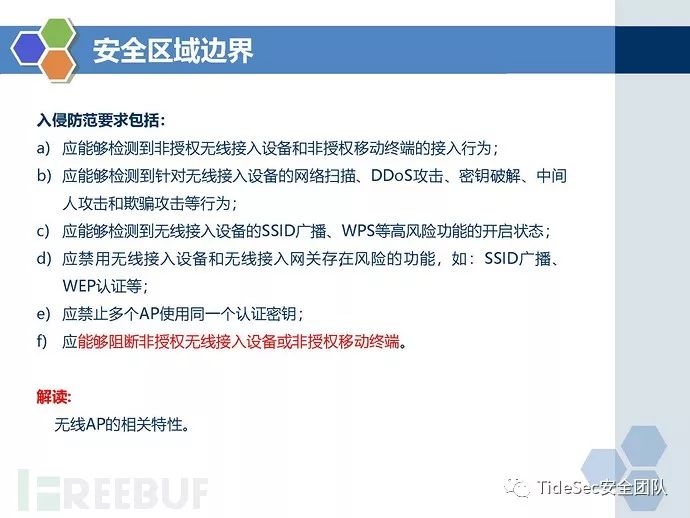 安全区域边界
入侵防范要求包括：
a） 应能够检测到非授权无线接入设备和非授权移动终端的接入行为；
b） 应能够检测到针对无线接入设备的网络扫描、DDoS攻击、密钥破解、中间
人攻击和欺骗攻击等行为；
c） 应能够检测到无线接入设备的SSID广播、WPS等高风险功能的开启状态；
d） 应禁用无线接入设备和无线接入网关存在风险的功能，如：SSID广播、
WEP认证等；
e） 应禁止多个AP使用同一个认证密钥；
f） 应能够阻断非授权无线接入设备或非授权移动终端。
解读:
无线AP的相关特性。
FREEBUF
TideSec安全团队